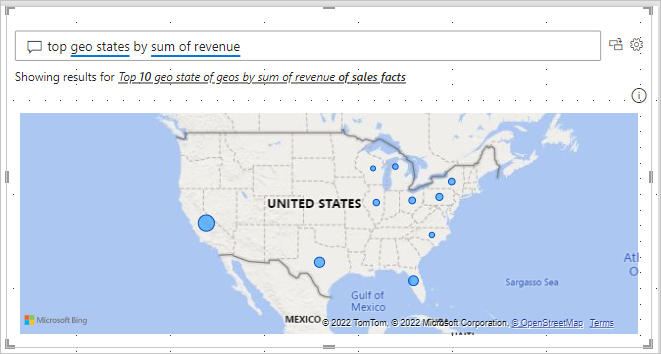 top geo states by sum of revenue
Showing results for Top 10 geo state of geos by sum of revenue of sales facts
UNITED STATES
Gulf of
Mexico
MEXICO
Sargasso Sea
Microsoft Bing
© 2022 TomTom, © 2022 Microsoft Corporation, © OpenStreetMap Terms